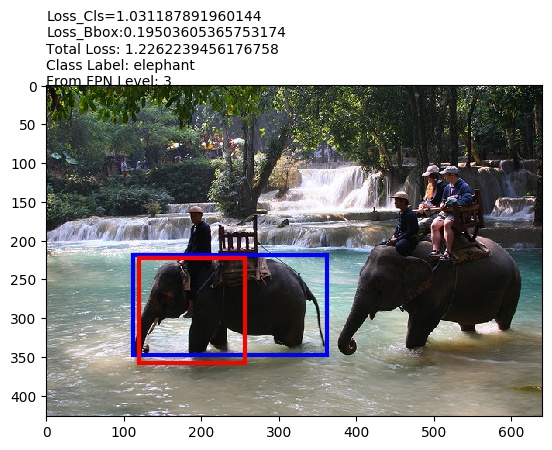 Loss_Cls=1.031187891960144
Loss_Bbox:0.19503605365753174
Total Loss: 1.2262239456176758
Class Label: elephant
From FPN Level: 3
0
50
100
150
200
250
300
350
400
0 100 200 300 400 500 600